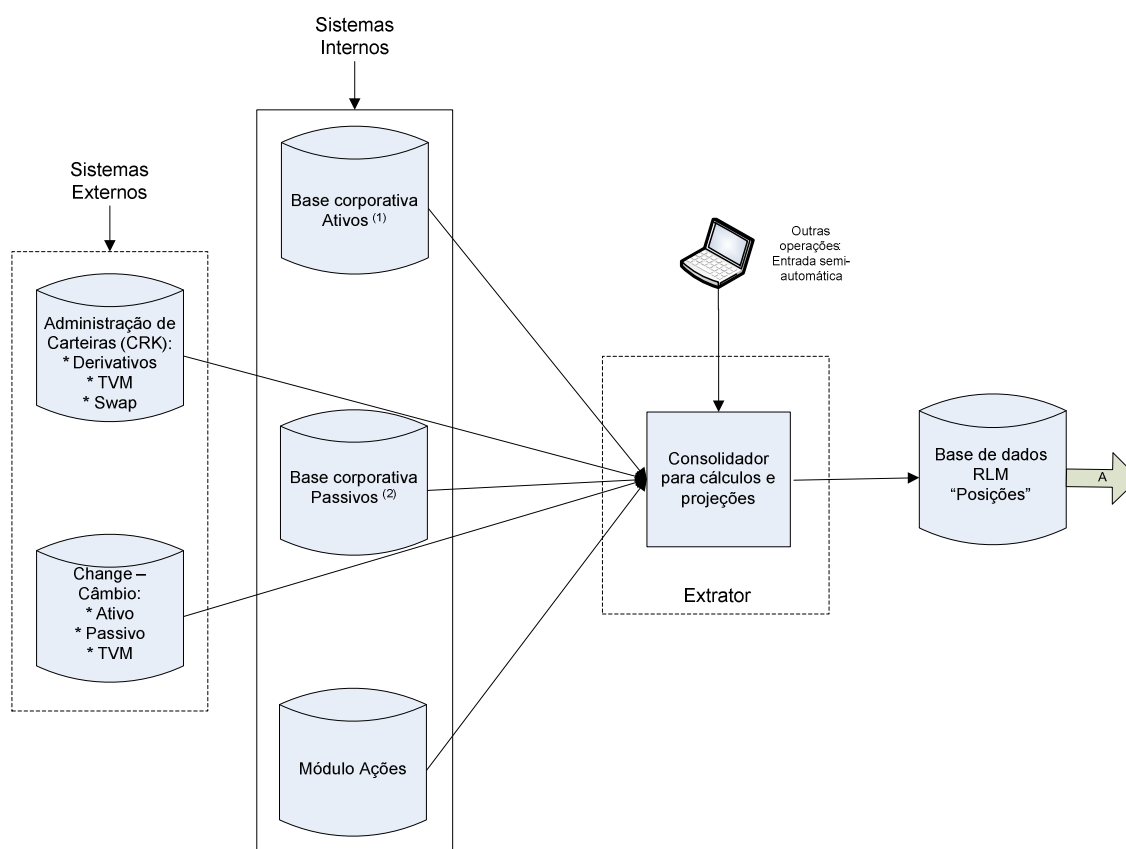 Sistemas
Internos
Sistemas
Externos
Base corporativa
Ativos (1)
Outras
operações:
Entrada semi-
automática
Administração de
Carteiras (CRK):
* Derivativos
* TVM
* Swap
Base corporativa
Passivos (2)
Consolidador
para cálculos e
projeções
Extrator
Base de dados
RLM
“Posições”
A
Change –
Câmbio:
* Ativo
* Passivo
* TVM
Módulo Ações